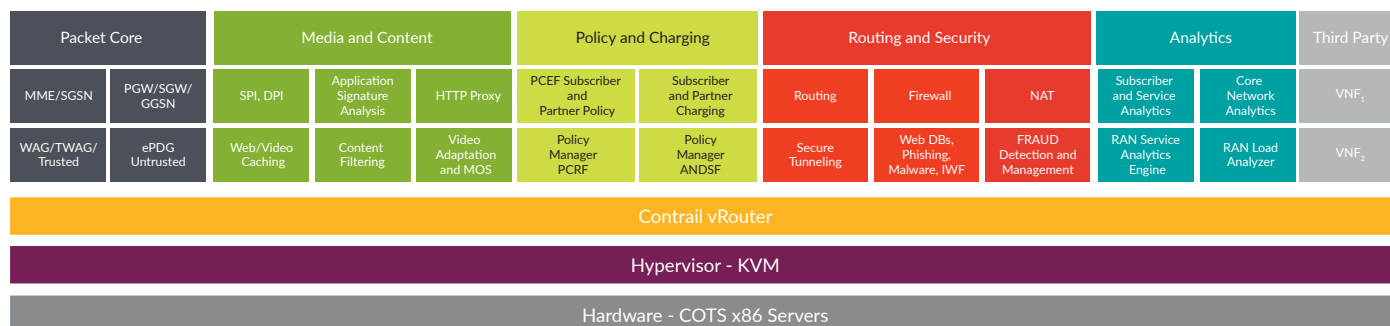 Packet Core
Media and Content
Policy and Charging
Routing and Security
Analytics
Third Party
MME/SGSN
PGW/SGW/
GGSN
SPI, DPI
Application
Signature
Analysis
HTTP Proxy
PCEF Subscriber
and
Partner Policy
Subscriber
and Partner
Charging
Routing
Firewall
NAT
Subscriber
and Service
Analytics
Core
Network
Analytics
VNF₁
WAG/TWAG/
Trusted
ePDG
Untrusted
Web/Video
Caching
Content
Filtering
Video
Adaptation
and MOS
Policy
Manager
PCRF
Policy
Manager
ANDSF
Secure
Tunneling
Web DBs,
Phishing,
Malware, IWF
FRAUD
Detection and
Management
RAN Service
Analytics
Engine
RAN Load
Analyzer
VNF₂
Contrail vRouter
Hypervisor - KVM
Hardware - COTS x86 Servers